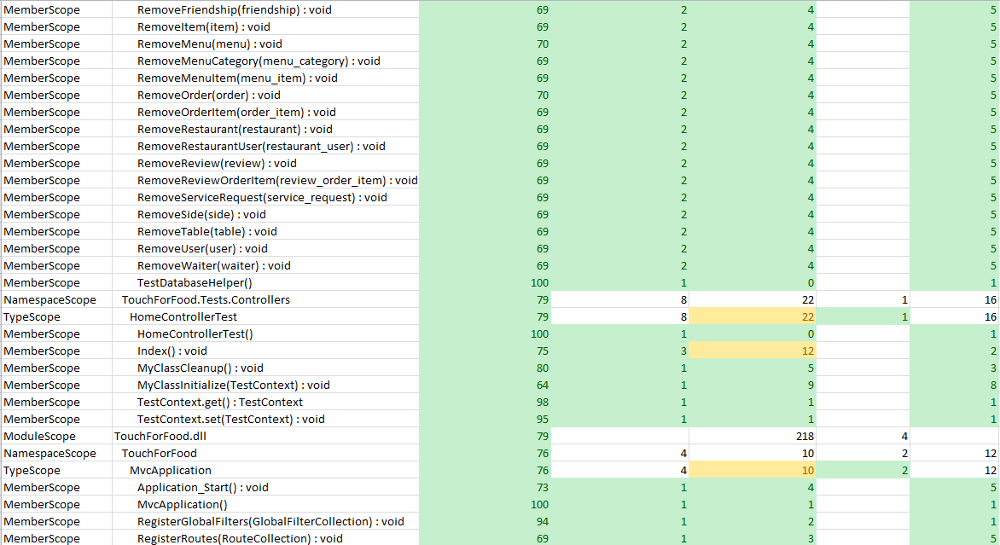 MemberScope RemoveFriendship(friendship) : void 69 2 4 5
MemberScope RemoveItem(item) : void 69 2 4 5
MemberScope RemoveMenu(menu) : void 70 2 4 5
MemberScope RemoveMenuCategory(menu_category) : void 69 2 4 5
MemberScope RemoveMenuItem(menu_item) : void 69 2 4 5
MemberScope RemoveOrder(order) : void 70 2 4 5
MemberScope RemoveOrderItem(order_item) : void 69 2 4 5
MemberScope RemoveRestaurant(restaurant) : void 69 2 4 5
MemberScope RemoveRestaurantUser(restaurant_user) : void 69 2 4 5
MemberScope RemoveReview(review) : void 69 2 4 5
MemberScope RemoveReviewOrderItem(review_order_item) : void 69 2 4 5
MemberScope RemoveServiceRequest(service_request) : void 69 2 4 5
MemberScope RemoveSide(side) : void 69 2 4 5
MemberScope RemoveTable(table) : void 69 2 4 5
MemberScope RemoveUser(user) : void 69 2 4 5
MemberScope RemoveWaiter(waiter) : void 69 2 4 5
MemberScope TestDatabaseHelper() 100 1 0 1
NamespaceScope TouchForFood.Tests.Controllers 79 8 22 1 16
TypeScope HomeControllerTest 79 8 22 1 16
MemberScope HomeControllerTest() 100 1 0 1
MemberScope Index() : void 75 3 12 2
MemberScope MyClassCleanup() : void 80 1 5 3
MemberScope MyClassInitialize(TestContext) : void 64 1 9 8
MemberScope TestContext.get() : TestContext 98 1 1 1
MemberScope TestContext.set(TestContext) : void 95 1 1 1
ModuleScope TouchForFood.dll 79 218 4
NamespaceScope TouchForFood 76 4 10 2 12
TypeScope MvcApplication 76 4 10 2 12
MemberScope Application_Start() : void 73 1 4 5
MemberScope MvcApplication() 100 1 1 1
MemberScope RegisterGlobalFilters(GlobalFilterCollection) : void 94 1 2 1
MemberScope RegisterRoutes(RouteCollection) : void 69 1 3 5